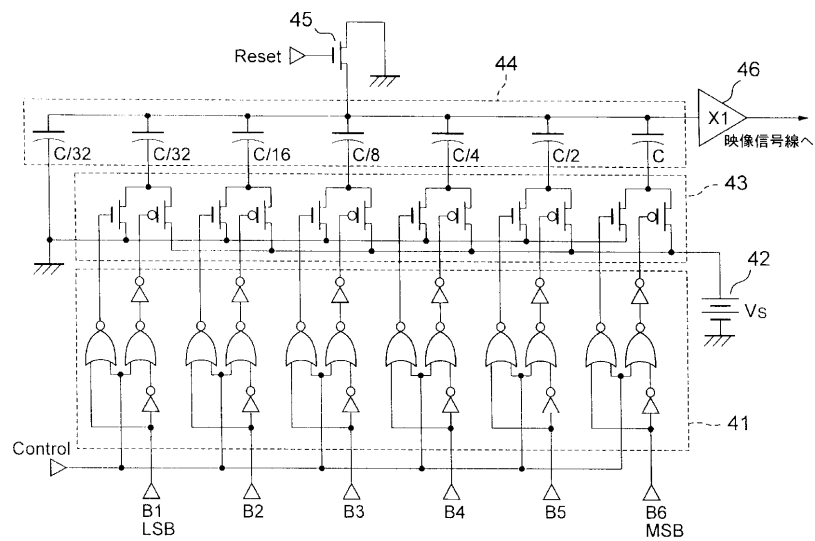 45
Reset
44
46
X1
映像信号線へ
C/32
C/32
C/16
C/8
C/4
C/2
C
43
42
Vs
41
Control
B1
LSB
B2
B3
B4
B5
B6
MSB